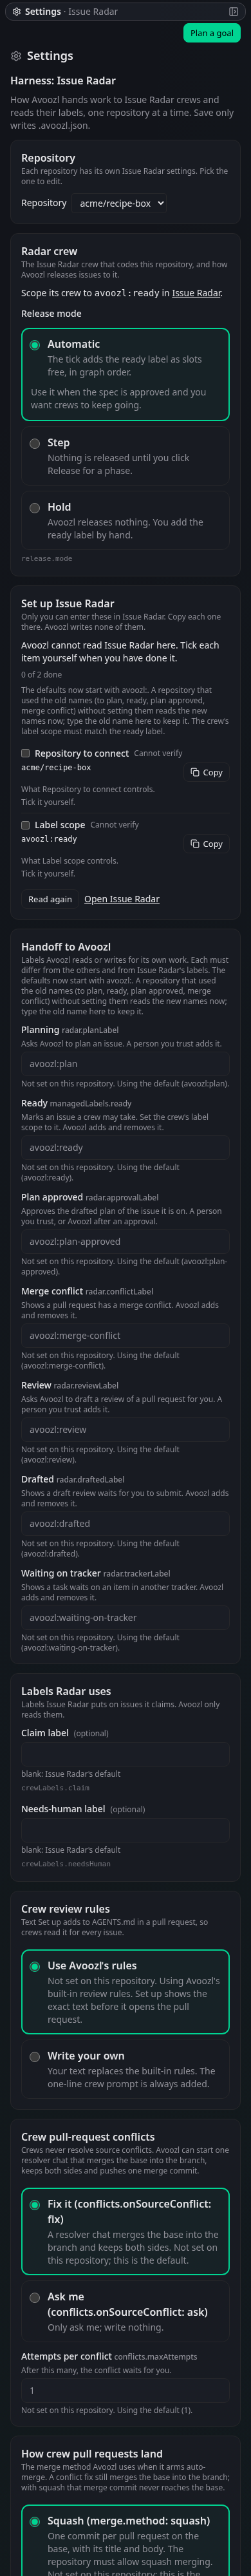 Settings · Issue Radar
Plan a goal
Settings
Harness: Issue Radar
How Avoozl hands work to Issue Radar crews and
reads their labels, one repository at a time. Save only
writes .avoozl.json.
Repository
Each repository has its own Issue Radar settings. Pick the
one to edit.
Repository acme/recipe-box
Radar crew
The Issue Radar crew that codes this repository, and how
Avoozl releases issues to it.
Scope its crew to avoozl:ready in Issue Radar.
Release mode
Automatic
The tick adds the ready label as slots
free, in graph order.
Use it when the spec is approved and you
want crews to keep going.
Step
Nothing is released until you click
Release for a phase.
Hold
Avoozl releases nothing. You add the
ready label by hand.
release.mode
Set up Issue Radar
Only you can enter these in Issue Radar. Copy each one
there. Avoozl writes none of them.
Avoozl cannot read Issue Radar here. Tick each
item yourself when you have done it.
0 of 2 done
The defaults now start with avoozl:. A repository that
used the old names (to plan, ready, plan approved,
merge conflict) without setting them reads the new
names now; type the old name here to keep it. The crew's
label scope must match the ready label.
Repository to connect Cannot verify
acme/recipe-box
Copy
What Repository to connect controls.
Tick it yourself.
Label scope Cannot verify
avoozl:ready
Copy
What Label scope controls.
Tick it yourself.
Read again Open Issue Radar
Handoff to Avoozl
Labels Avoozl reads or writes for its own work. Each must
differ from the others and from Issue Radar's labels. The
defaults now start with avoozl:. A repository that used
the old names (to plan, ready, plan approved, merge
conflict) without setting them reads the new names now;
type the old name here to keep it.
Planning radar.planLabel
Asks Avoozl to plan an issue. A person you trust adds it.
avoozl:plan
Not set on this repository. Using the default (avoozl:plan).
Ready managedLabels.ready
Marks an issue a crew may take. Set the crew's label
scope to it. Avoozl adds and removes it.
avoozl:ready
Not set on this repository. Using the default
(avoozl:ready).
Plan approved radar.approvalLabel
Approves the drafted plan of the issue it is on. A person
you trust, or Avoozl after an approval.
avoozl:plan-approved
Not set on this repository. Using the default (avoozl:plan-
approved).
Merge conflict radar.conflictLabel
Shows a pull request has a merge conflict. Avoozl adds
and removes it.
avoozl:merge-conflict
Not set on this repository. Using the default
(avoozl:merge-conflict).
Review radar.reviewLabel
Asks Avoozl to draft a review of a pull request for you. A
person you trust adds it.
avoozl:review
Not set on this repository. Using the default
(avoozl:review).
Drafted radar.draftedLabel
Shows a draft review waits for you to submit. Avoozl adds
and removes it.
avoozl:drafted
Not set on this repository. Using the default
(avoozl:drafted).
Waiting on tracker radar.trackerLabel
Shows a task waits on an item in another tracker. Avoozl
adds and removes it.
avoozl:waiting-on-tracker
Not set on this repository. Using the default
(avoozl:waiting-on-tracker).
Labels Radar uses
Labels Issue Radar puts on issues it claims. Avoozl only
reads them.
Claim label (optional)
blank: Issue Radar's default
crewLabels.claim
Needs-human label (optional)
blank: Issue Radar's default
crewLabels.needsHuman
Crew review rules
Text Set up adds to AGENTS.md in a pull request, so
crews read it for every issue.
Use Avoozl's rules
Not set on this repository. Using Avoozl's
built-in review rules. Set up shows the
exact text before it opens the pull
request.
Write your own
Your text replaces the built-in rules. The
one-line crew prompt is always added.
Crew pull-request conflicts
Crews never resolve source conflicts. Avoozl can start one
resolver chat that merges the base into the branch,
keeps both sides and pushes one merge commit.
Fix it (conflicts.onSourceConflict:
fix)
A resolver chat merges the base into the
branch and keeps both sides. Not set on
this repository; this is the default.
Ask me
(conflicts.onSourceConflict: ask)
Only ask me; write nothing.
Attempts per conflict conflicts.maxAttempts
After this many, the conflict waits for you.
1
Not set on this repository. Using the default (1).
How crew pull requests land
The merge method Avoozl uses when it arms auto-
merge. A conflict fix still merges the base into the branch;
with squash that merge commit never reaches the base.
Squash (merge.method: squash)
One commit per pull request on the
base, with its title and body. The
repository must allow squash merging.
Not set on this repository; this is the